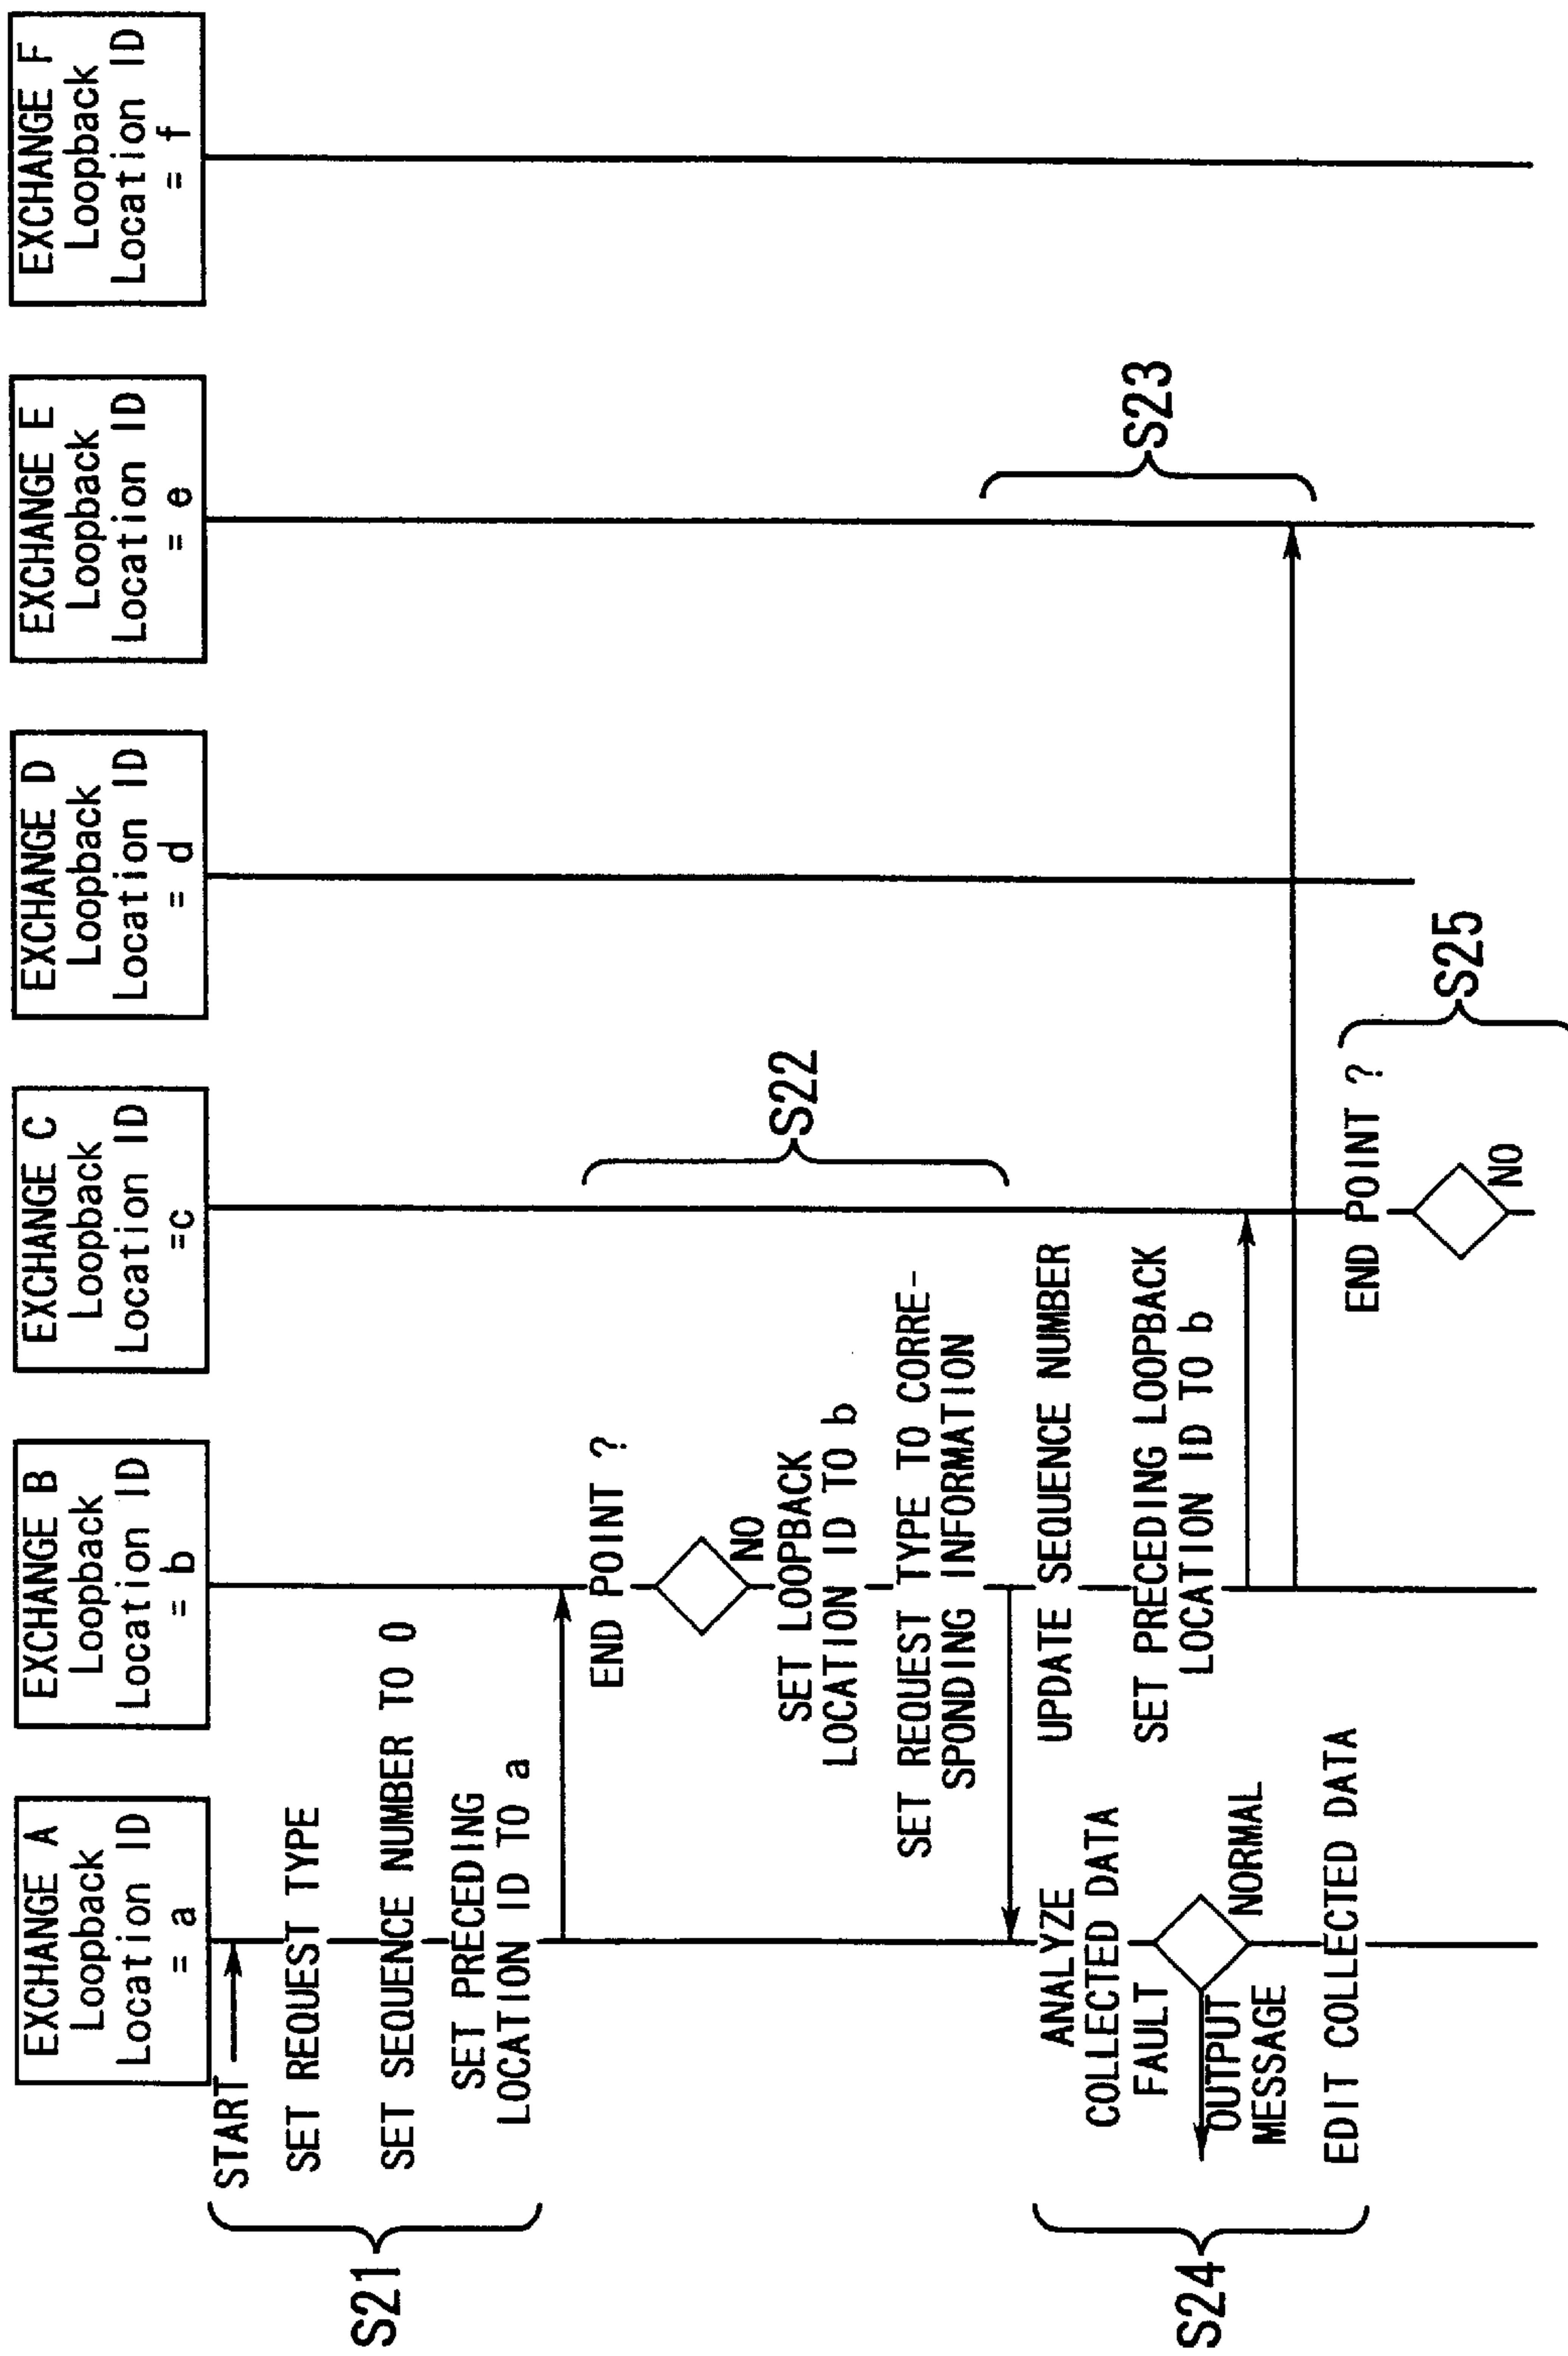 EXCHANGE A
Loopback
Location ID
= a
EXCHANGE B
Loopback
Location ID
= b
EXCHANGE C
Loopback
Location ID
=c
EXCHANGE D
Loopback
Location ID
= d
EXCHANGE E
Loopback
Location ID
= e
EXCHANGE F
Loopback
Location ID
= f
START
SET REQUEST TYPE
SET SEQUENCE NUMBER TO 0
SET PRECEDING
LOCATION ID TO a
S21
END POINT ?
NO
SET LOOPBACK
LOCATION ID TO b
SET REQUEST TYPE TO CORRE-
SPONDING INFORMATION
S22
UPDATE SEQUENCE NUMBER
SET PRECEDING LOOPBACK
LOCATION ID TO b
S23
ANALYZE
COLLECTED DATA
FAULT
NORMAL
OUTPUT
MESSAGE
EDIT COLLECTED DATA
S24
END POINT ?
NO
S25